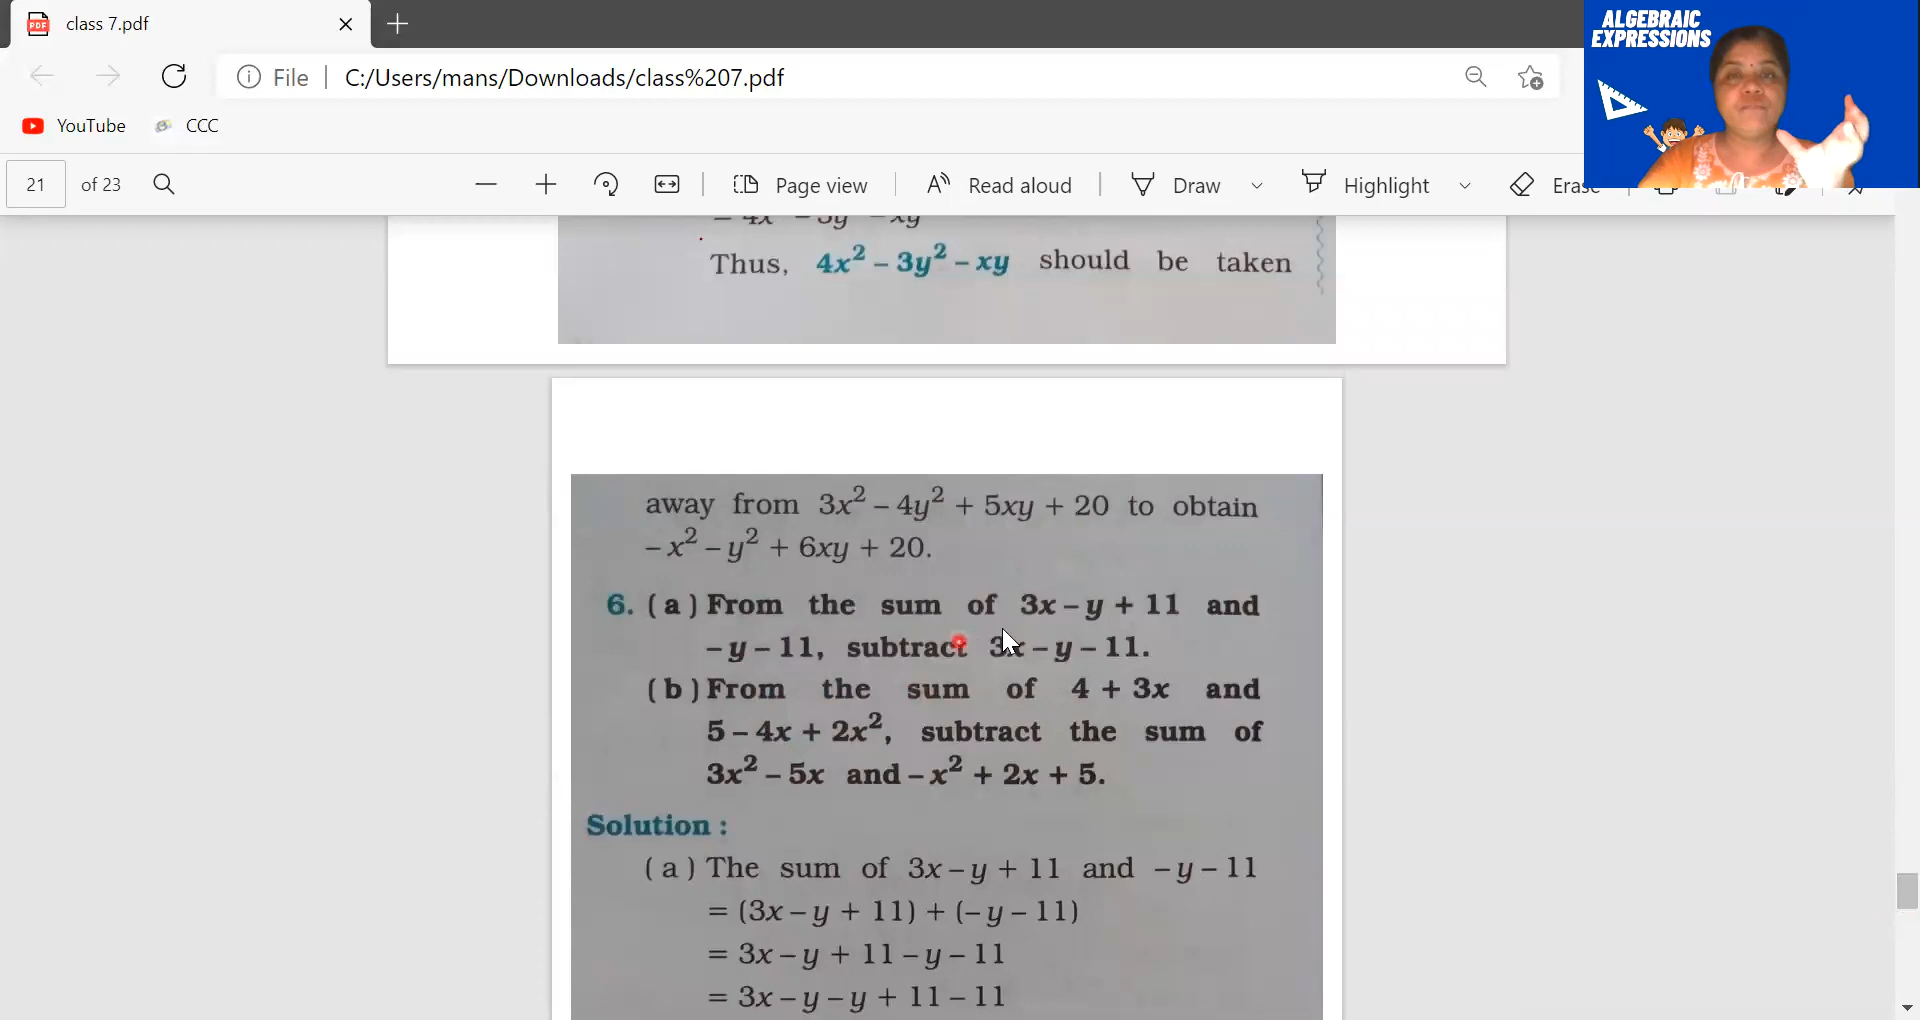 class 7.pdf
File | C:/Users/mans/Downloads/class%207.pdf
YouTube CCC
21 of 23 Page view Read aloud Draw Highlight Erase
ALGEBRAIC
EXPRESSIONS
Thus, 4x² – 3y² – xy should be taken
away from 3x² – 4y² + 5xy + 20 to obtain
– x² – y² + 6xy + 20.
6. (a) From the sum of 3x – y + 11 and
– y – 11, subtract 3x – y – 11.
(b) From the sum of 4 + 3x and
5 – 4x + 2x², subtract the sum of
3x² – 5x and – x² + 2x + 5.
Solution :
(a) The sum of 3x – y + 11 and – y – 11
= (3x – y + 11) + (– y – 11)
= 3x – y + 11 – y – 11
= 3x – y – y + 11 – 11